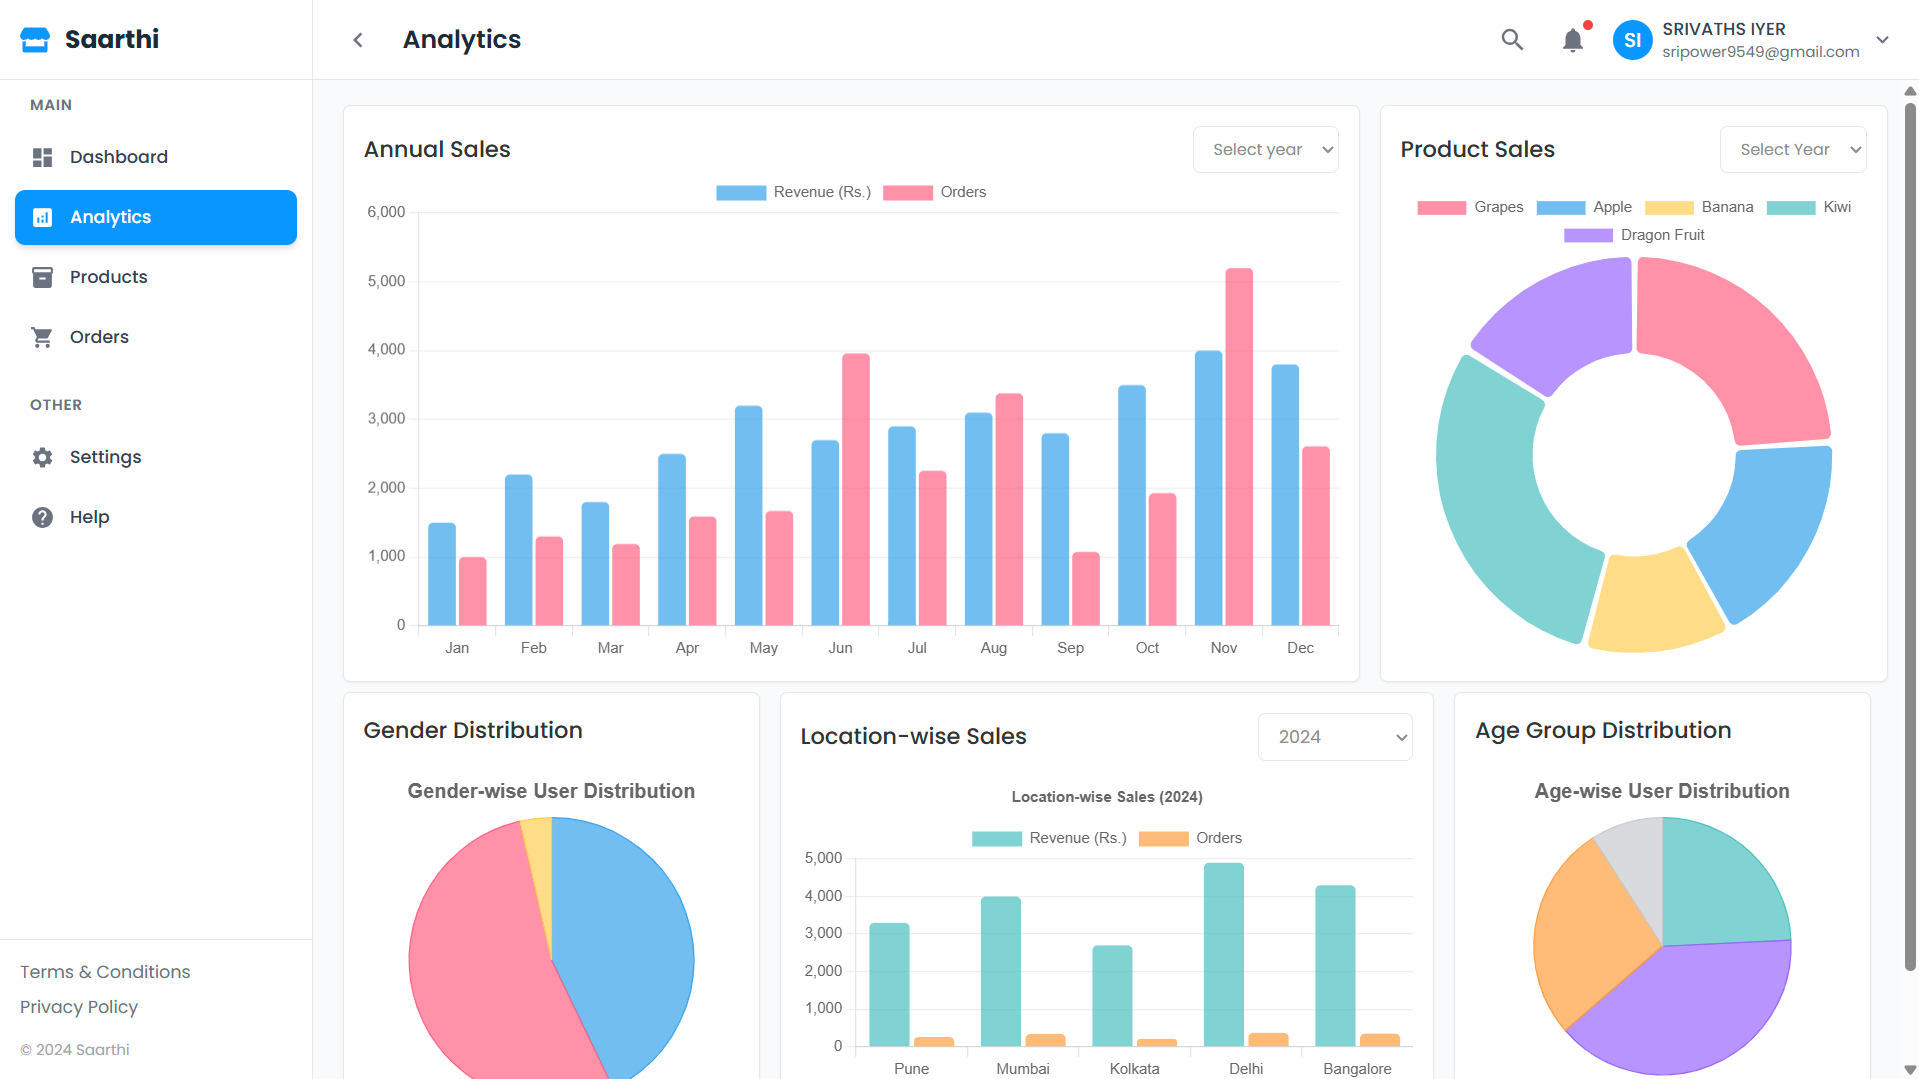 Saarthi
Analytics
SI
SRIVATHS IYER
sripower9549@gmail.com
MAIN
Dashboard
Analytics
Products
Orders
OTHER
Settings
Help
Terms & Conditions
Privacy Policy
© 2024 Saarthi
Annual Sales
Select year
Revenue (Rs.) Orders
6,000
5,000
4,000
3,000
2,000
1,000
0
Jan Feb Mar Apr May Jun Jul Aug Sep Oct Nov Dec
Product Sales
Select Year
Grapes Apple Banana Kiwi
Dragon Fruit
Gender Distribution
Gender-wise User Distribution
Location-wise Sales
2024
Location-wise Sales (2024)
Revenue (Rs.) Orders
5,000
4,000
3,000
2,000
1,000
0
Pune Mumbai Kolkata Delhi Bangalore
Age Group Distribution
Age-wise User Distribution